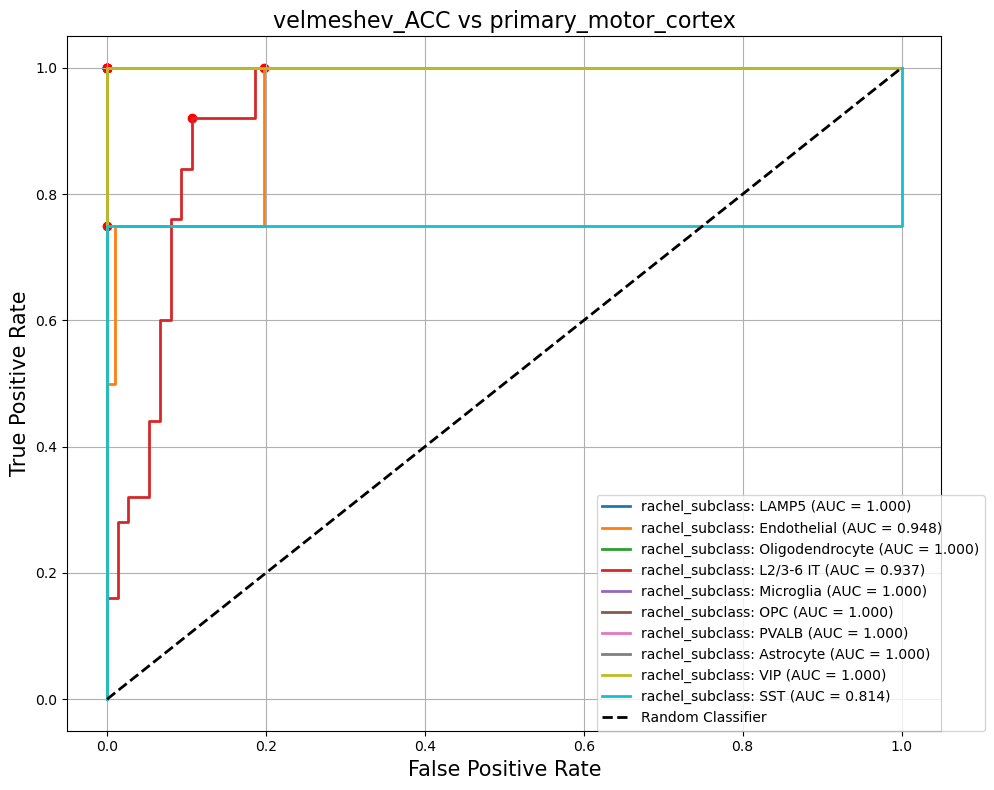 velmeshev_ACC vs primary_motor_cortex
True Positive Rate
1.0
0.8
0.6
0.4
0.2
0.0
rachel_subclass: LAMP5 (AUC = 1.000)
rachel_subclass: Endothelial (AUC = 0.948)
rachel_subclass: Oligodendrocyte (AUC = 1.000)
rachel_subclass: L2/3-6 IT (AUC = 0.937)
rachel_subclass: Microglia (AUC = 1.000)
rachel_subclass: OPC (AUC = 1.000)
rachel_subclass: PVALB (AUC = 1.000)
rachel_subclass: Astrocyte (AUC = 1.000)
rachel_subclass: VIP (AUC = 1.000)
rachel_subclass: SST (AUC = 0.814)
Random Classifier
0.0 0.2 0.4 0.6 0.8 1.0
False Positive Rate